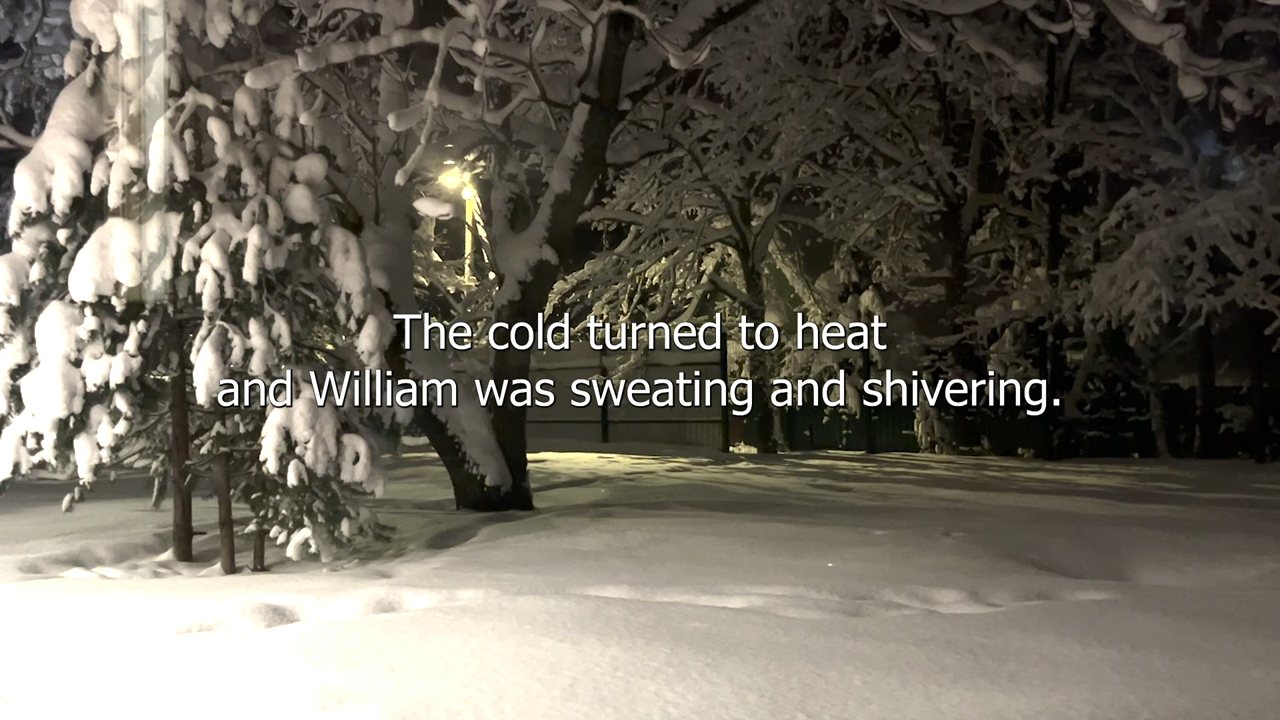 The cold turned to heat
and William was sweating and shivering.